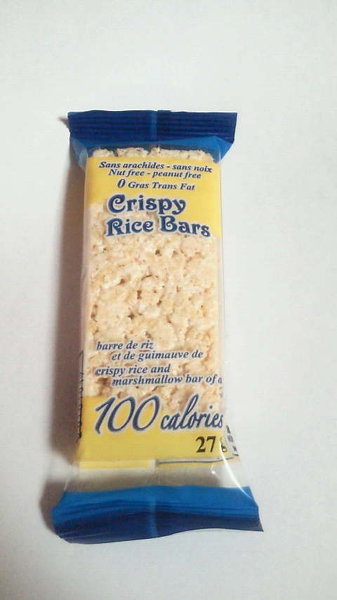 Sans arachides - sans noix
Nut free - peanut free
0 Gras Trans Fat
Crispy
Rice Bars
barre de riz
et de guimauve de
crispy rice and
marshmallow bar of
100 calories
27 g